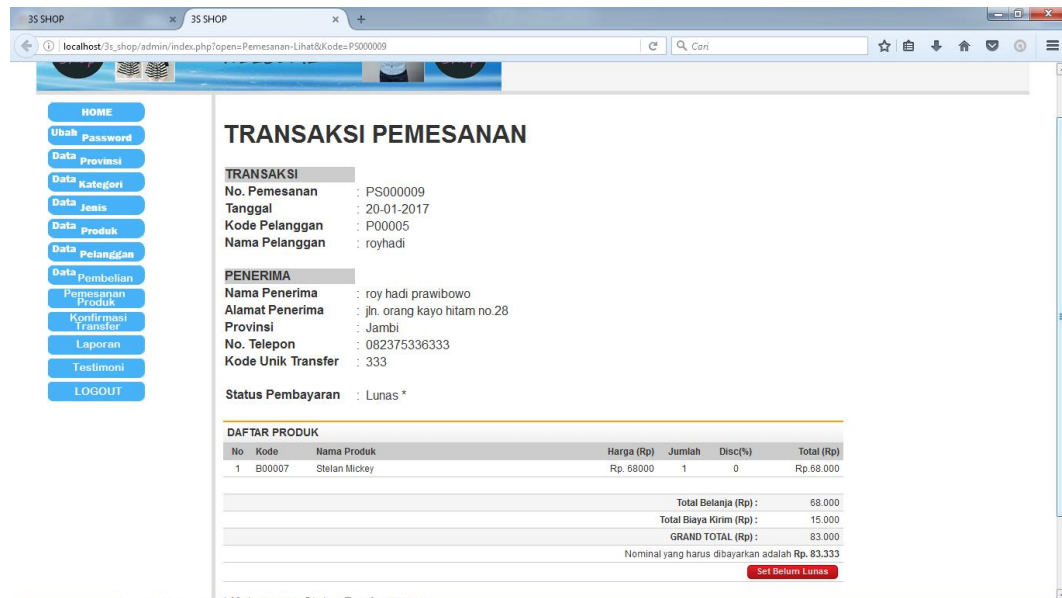 3S SHOP
3S SHOP
localhost/3s_shop/admin/index.php?open=Pemesanan-Lihat&Kode=PS000009
Cari
HOME
Ubah Password
Data Provinsi
Data Kategori
Data Jenis
Data Produk
Data Pelanggan
Data Pembelian
Pemesanan
Produk
Konfirmasi
Transfer
Laporan
Testimoni
LOGOUT
TRANSAKSI PEMESANAN
TRANSAKSI
No. Pemesanan : PS000009
Tanggal : 20-01-2017
Kode Pelanggan : P00005
Nama Pelanggan : royhadi
PENERIMA
Nama Penerima : roy hadi prawibowo
Alamat Penerima : jln. orang kayo hitam no.28
Provinsi : Jambi
No. Telepon : 082375336333
Kode Unik Transfer : 333
Status Pembayaran : Lunas *
DAFTAR PRODUK
No Kode Nama Produk Harga (Rp) Jumlah Disc(%) Total (Rp)
1 B00007 Stelan Mickey Rp. 68000 1 0 Rp.68.000
Total Belanja (Rp) : 68.000
Total Biaya Kirim (Rp) : 15.000
GRAND TOTAL (Rp) : 83.000
Nominal yang harus dibayarkan adalah Rp. 83.333
Set Belum Lunas